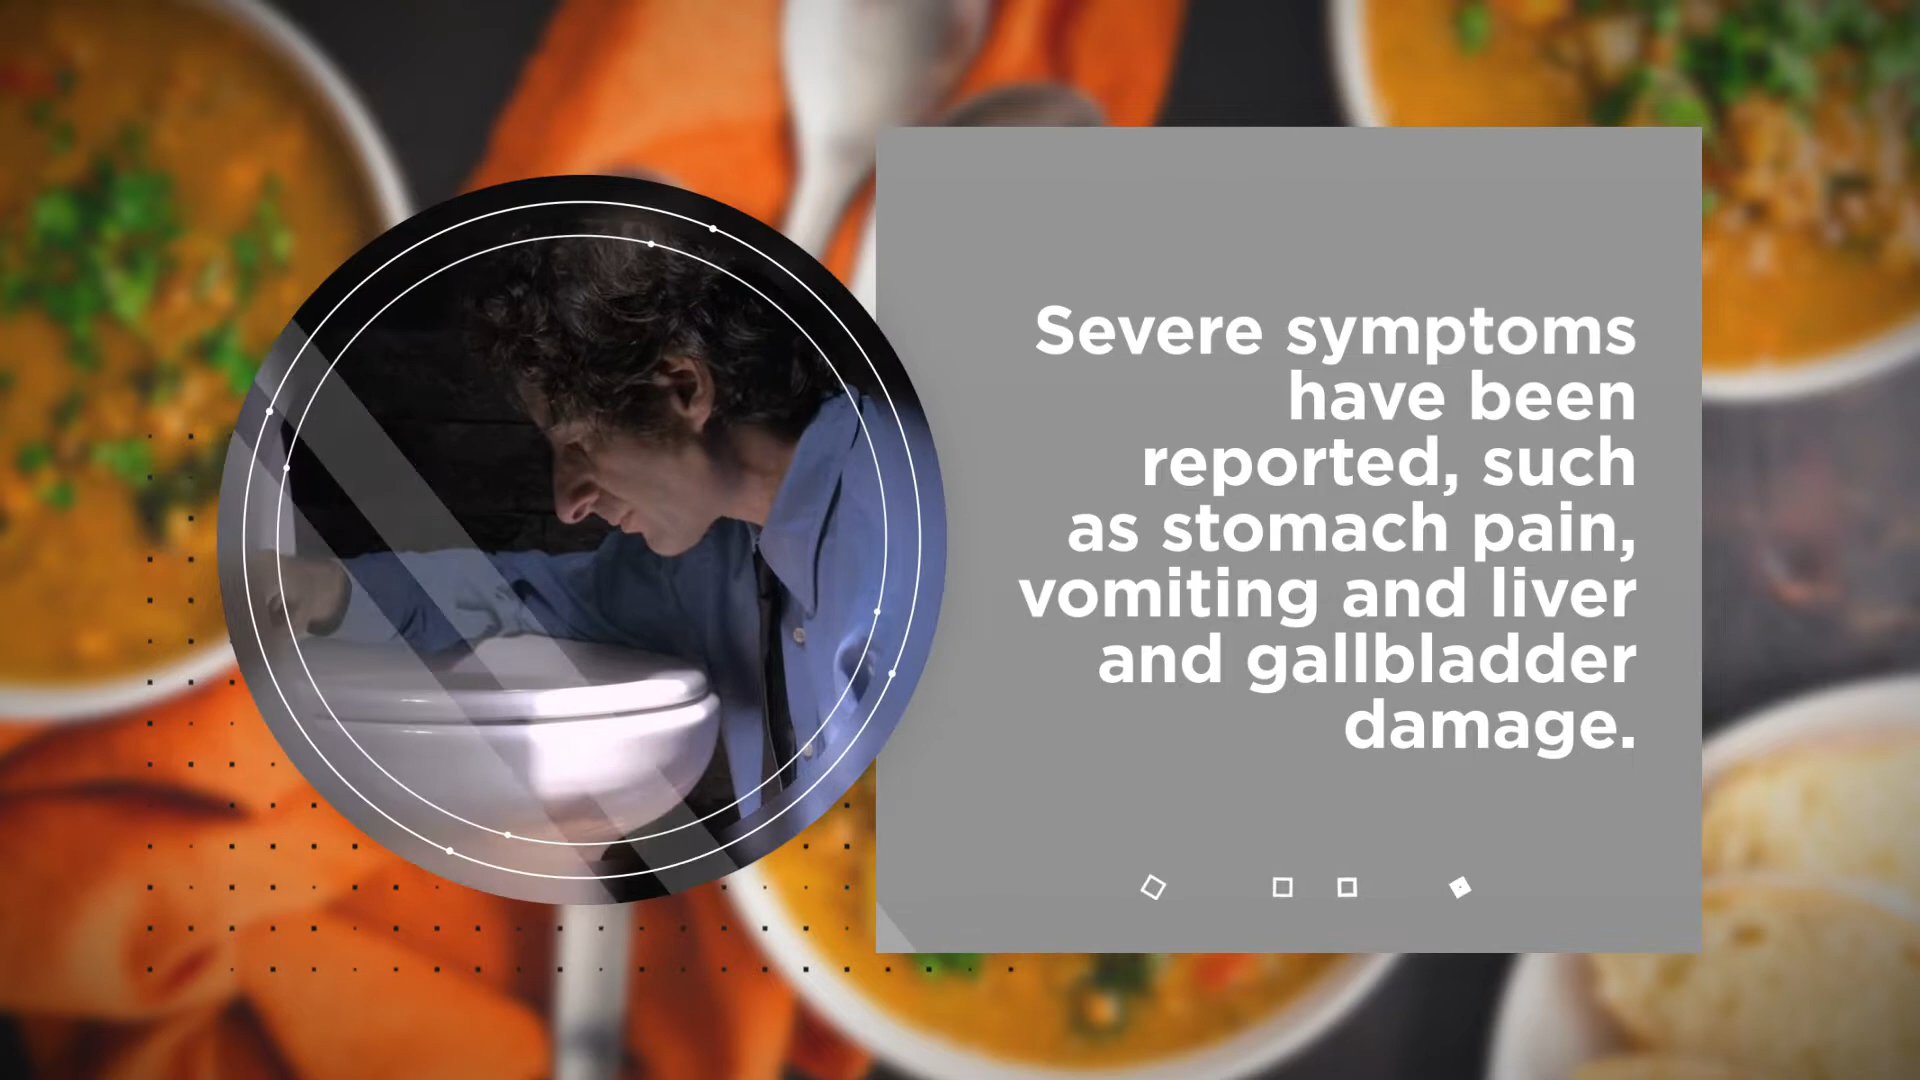 Severe symptoms
have been
reported, such
as stomach pain,
vomiting and liver
and gallbladder
damage.